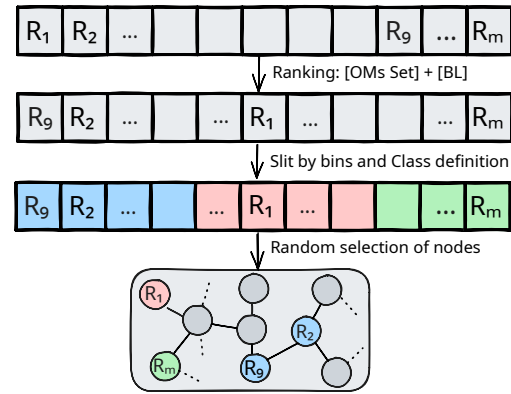 R₁ R₂ ... R₉ ... Rₘ
Ranking: [OMs Set] + [BL]
R₉ R₂ ... ... R₁ ... ... Rₘ
Slit by bins and Class definition
R₉ R₂ ... ... R₁ ... ... Rₘ
Random selection of nodes
R₁
R₂
Rₘ
R₉